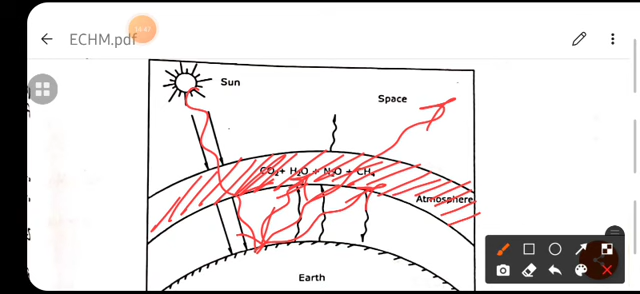 ECHM.pdf
Sun
Space
CO₂ + H₂O + N₂O + CH₄
Atmosphere
Earth